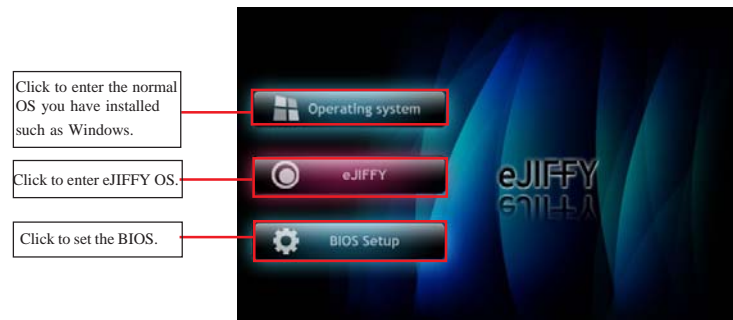 Click to enter the normal
OS you have installed
such as Windows.
Operating system
Click to enter eJIFFY OS.
eJIFFY
eJIFFY
Click to set the BIOS.
BIOS Setup